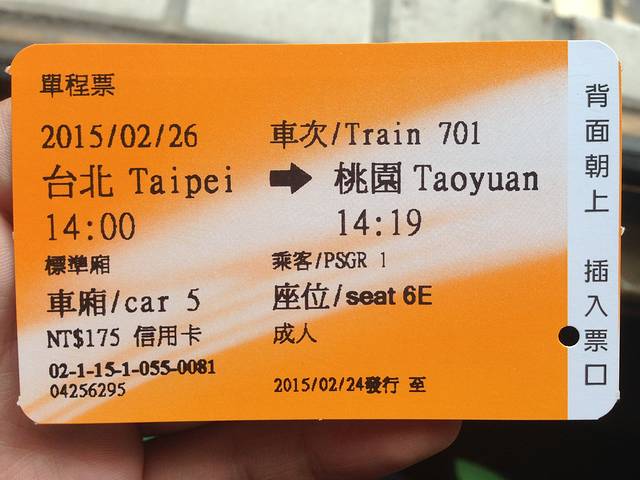 單程票
2015/02/26 車次/Train 701
台北 Taipei → 桃園 Taoyuan
14:00 14:19
標準廂 乘客/PSGR 1
車廂/car 5 座位/seat 6E
NT$175 信用卡 成人
02-1-15-1-055-0081
04256295 2015/02/24發行 至
背面朝上 插入票口